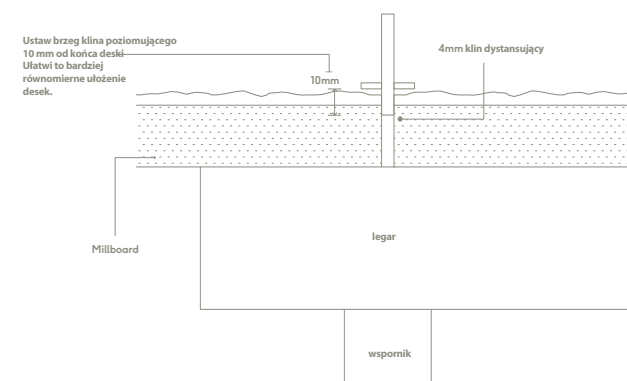 Ustaw brzeg klina poziomującego
10 mm od końca deski
Ułatwi to bardziej
równomierne ułożenie
desek.
4mm klin dystansujący
10mm
Millboard
legar
wspornik